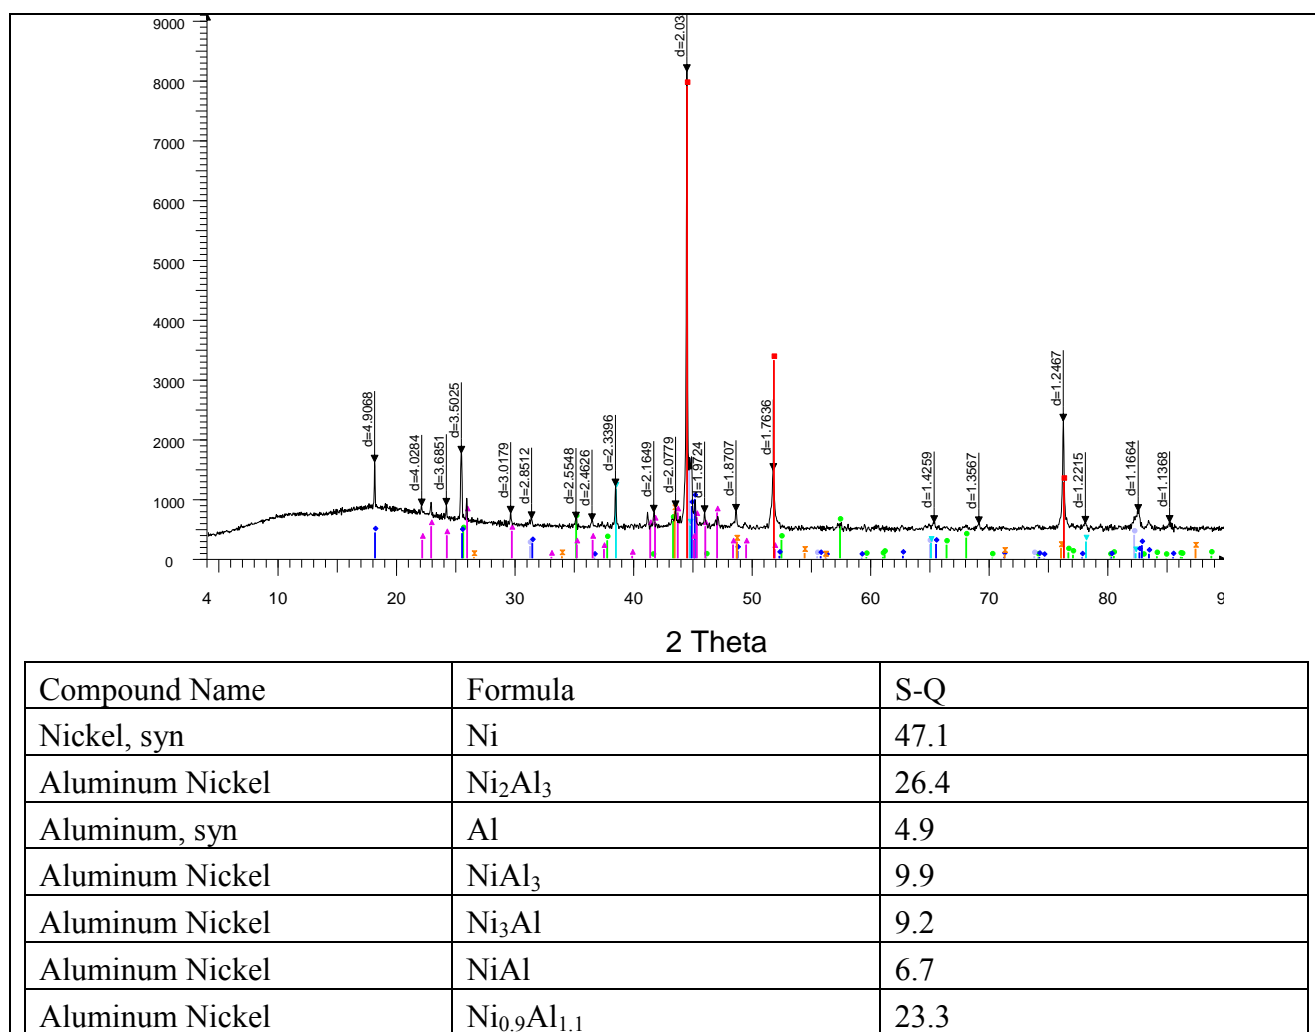 9000
8000
7000
6000
5000
4000
3000
2000
1000
0
d=4.9068
d=4.0284
d=3.6851
d=3.5025
d=3.0179
d=2.8512
d=2.5548
d=2.4626
d=2.3396
d=2.1649
d=2.0779
d=2.03
d=1.9724
d=1.8707
d=1.7636
d=1.4259
d=1.3567
d=1.2467
d=1.2215
d=1.1664
d=1.1368
4 10 20 30 40 50 60 70 80 9
2 Theta
Compound Name Formula S-Q
Nickel, syn Ni 47.1
Aluminum Nickel Ni₂Al₃ 26.4
Aluminum, syn Al 4.9
Aluminum Nickel NiAl₃ 9.9
Aluminum Nickel Ni₃Al 9.2
Aluminum Nickel NiAl 6.7
Aluminum Nickel Ni₀.₉Al₁.₁ 23.3